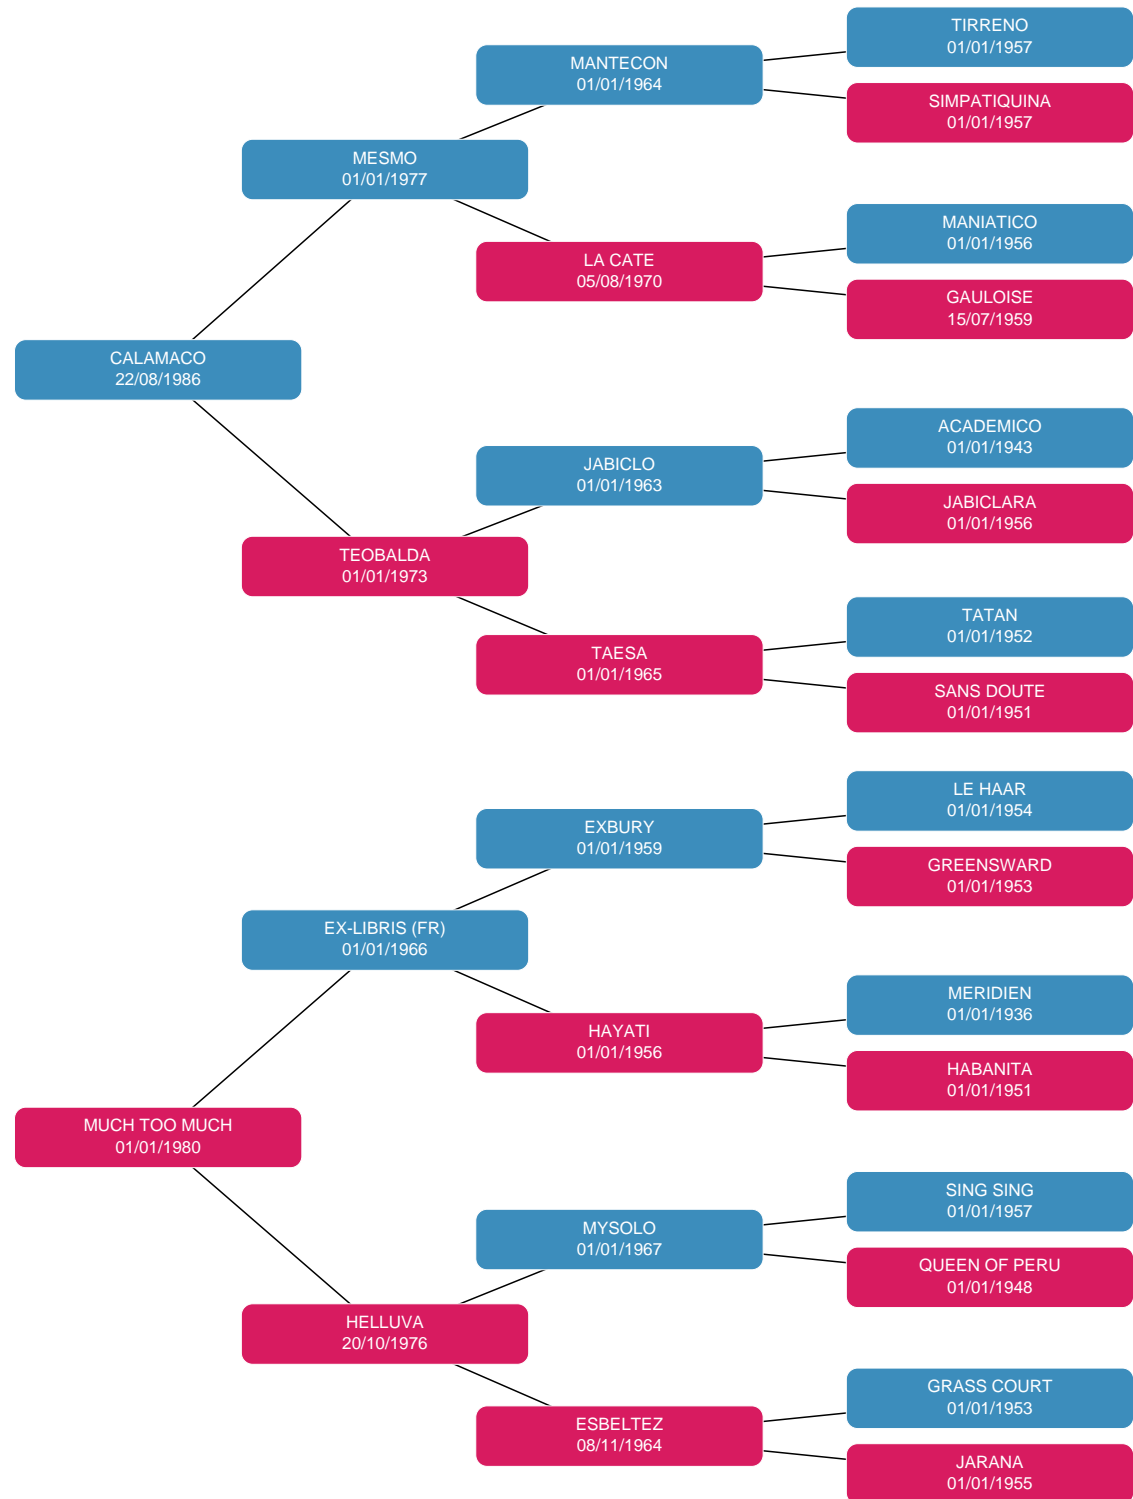 TIRRENO
01/01/1957
MANTECON
01/01/1964
SIMPATIQUINA
01/01/1957
MESMO
01/01/1977
MANIATICO
01/01/1956
LA CATE
05/08/1970
GAULOISE
15/07/1959
CALAMACO
22/08/1986
ACADEMICO
01/01/1943
JABICLO
01/01/1963
JABICLARA
01/01/1956
TEOBALDA
01/01/1973
TATAN
01/01/1952
TAESA
01/01/1965
SANS DOUTE
01/01/1951
LE HAAR
01/01/1954
EXBURY
01/01/1959
GREENSWARD
01/01/1953
EX-LIBRIS (FR)
01/01/1966
MERIDIEN
01/01/1936
HAYATI
01/01/1956
HABANITA
01/01/1951
MUCH TOO MUCH
01/01/1980
SING SING
01/01/1957
MYSOLO
01/01/1967
QUEEN OF PERU
01/01/1948
HELLUVA
20/10/1976
GRASS COURT
01/01/1953
ESBELTEZ
08/11/1964
JARANA
01/01/1955